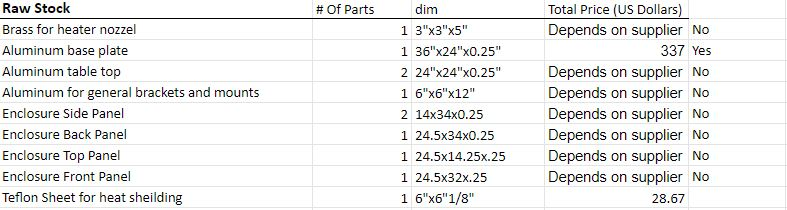 Raw Stock # Of Parts dim Total Price (US Dollars)
Brass for heater nozzel 1 3"x3"x5" Depends on supplier No
Aluminum base plate 1 36"x24"x0.25" 337 Yes
Aluminum table top 2 24"x24"x0.25" Depends on supplier No
Aluminum for general brackets and mounts 1 6"x6"x12" Depends on supplier No
Enclosure Side Panel 2 14x34x0.25 Depends on supplier No
Enclosure Back Panel 1 24.5x34x0.25 Depends on supplier No
Enclosure Top Panel 1 24.5x14.25x.25 Depends on supplier No
Enclosure Front Panel 1 24.5x32x.25 Depends on supplier No
Teflon Sheet for heat sheilding 1 6"x6"1/8" 28.67